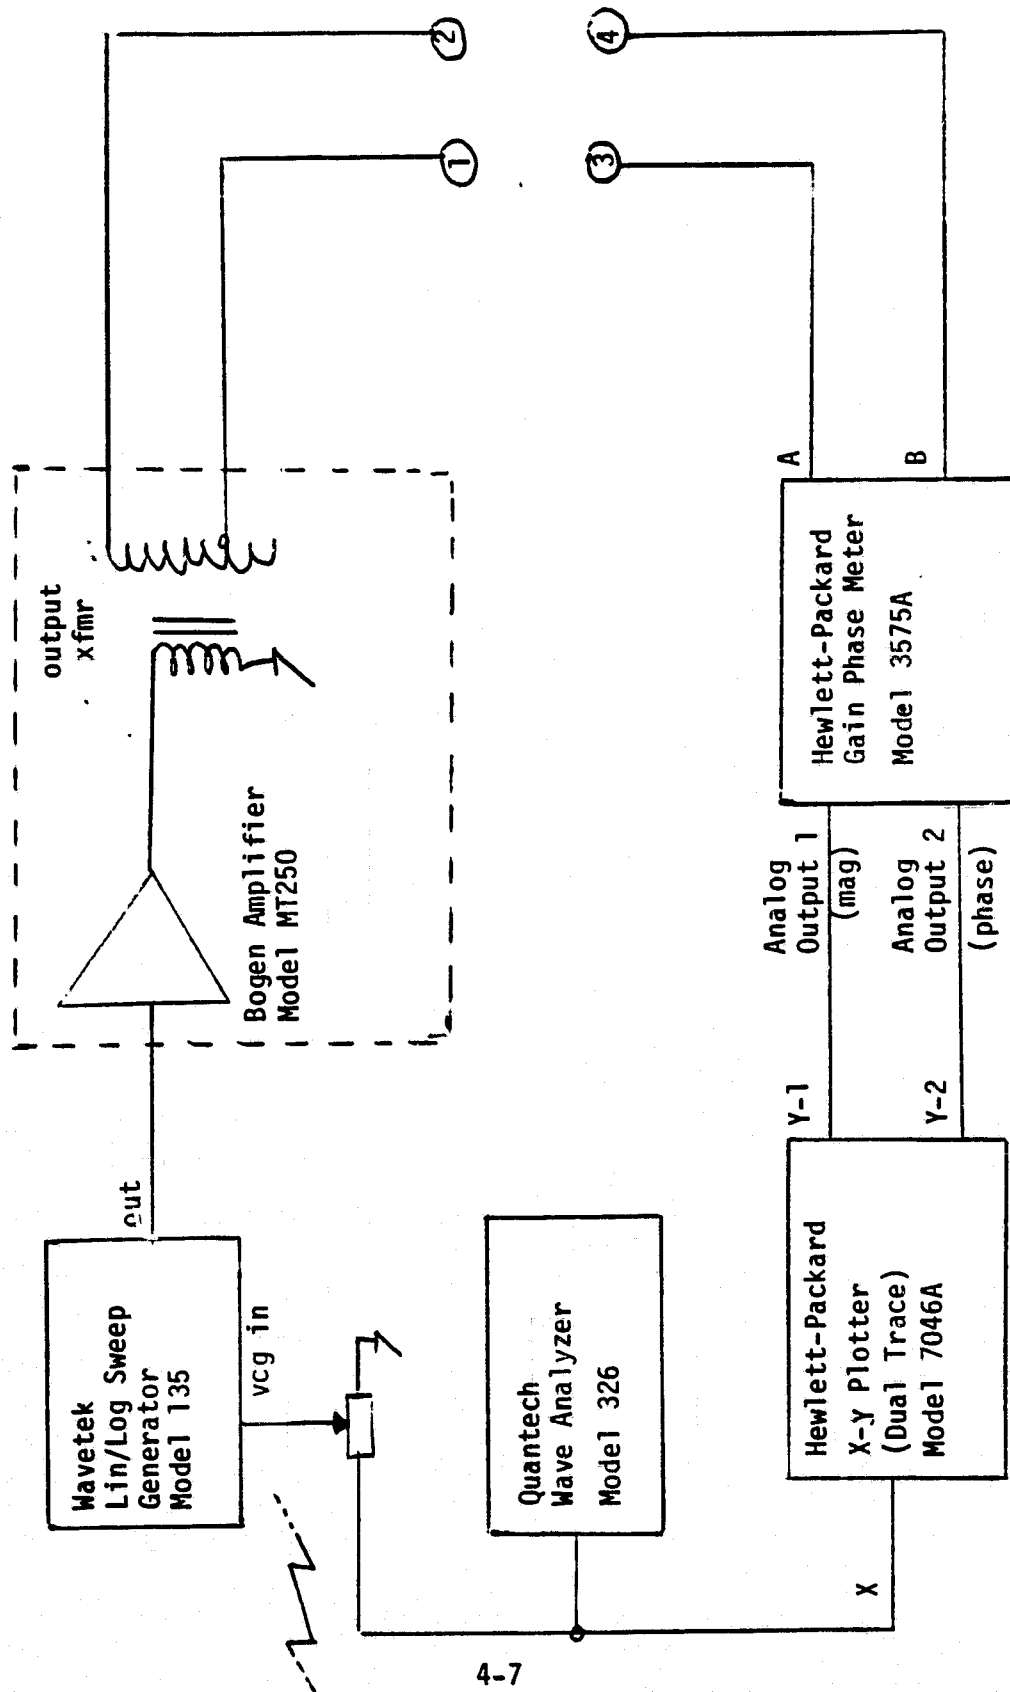 Wavetek
Lin/Log Sweep
Generator
Model 135
out
vcg in
Bogen Amplifier
Model MT250
output
xfmr
2
1
4
3
Quantech
Wave Analyzer
Model 326
Hewlett-Packard
X-y Plotter
(Dual Trace)
Model 7046A
X
Y-1
Y-2
Analog
Output 1
(mag)
Analog
Output 2
(phase)
Hewlett-Packard
Gain Phase Meter
Model 3575A
A
B
4-7